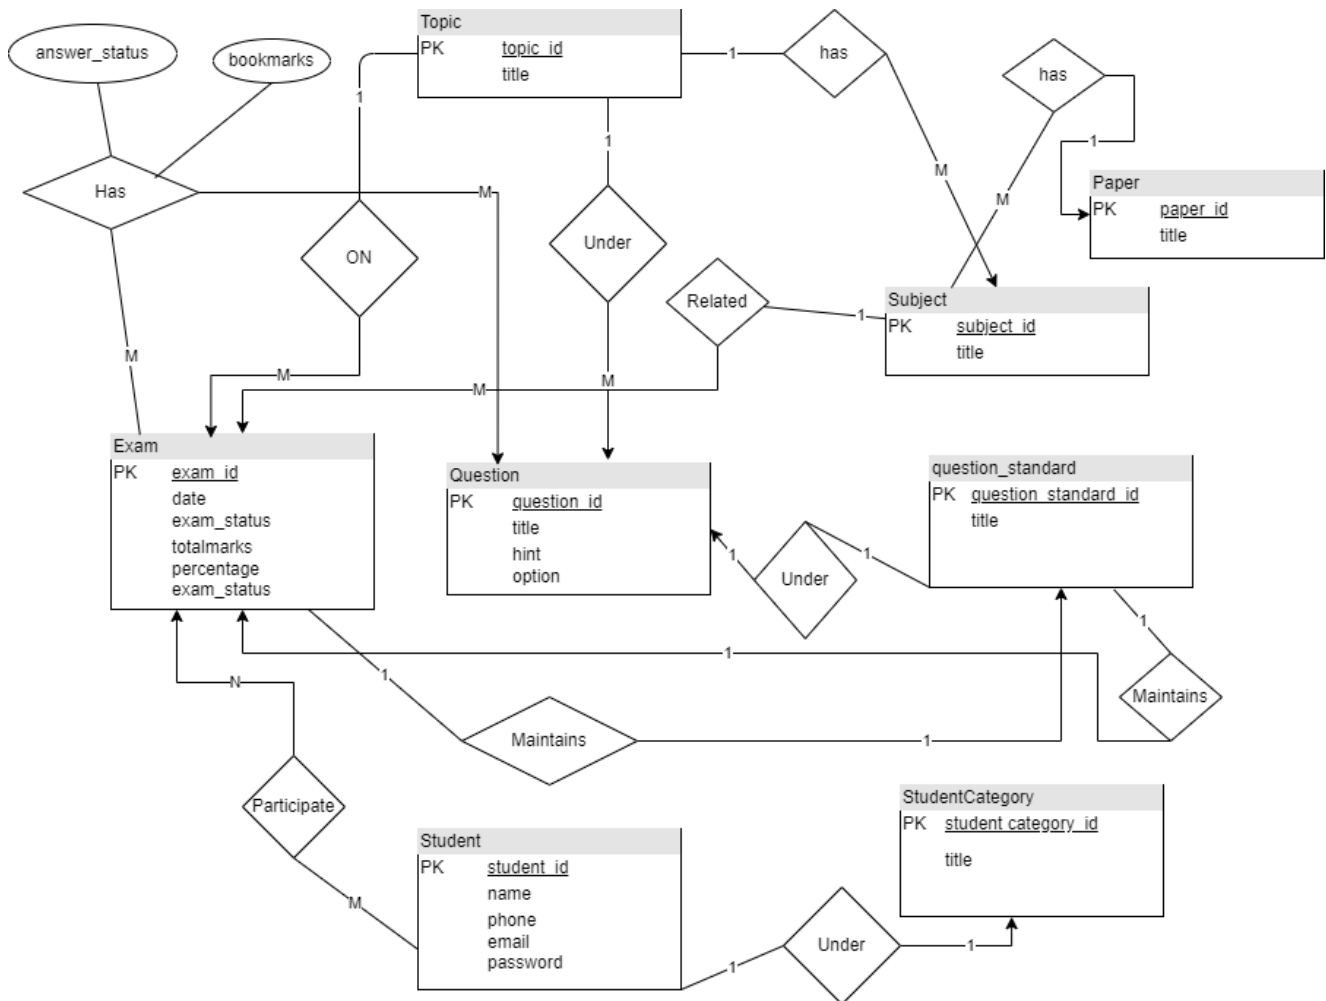 Topic
PK topic_id
title
answer_status
bookmarks
1
has
has
1
1
1
M
Paper
PK paper_id
title
Has
M
M
ON
Under
Related
1
Subject
PK subject_id
title
M
M
M
M
Exam
PK exam_id
date
exam_status
totalmarks
percentage
exam_status
Question
PK question_id
title
hint
option
question_standard
PK question_standard_id
title
1
Under
1
1
1
N
1
Maintains
Maintains
1
Participate
StudentCategory
PK student category_id
title
Student
PK student_id
name
phone
email
password
M
1
Under
1